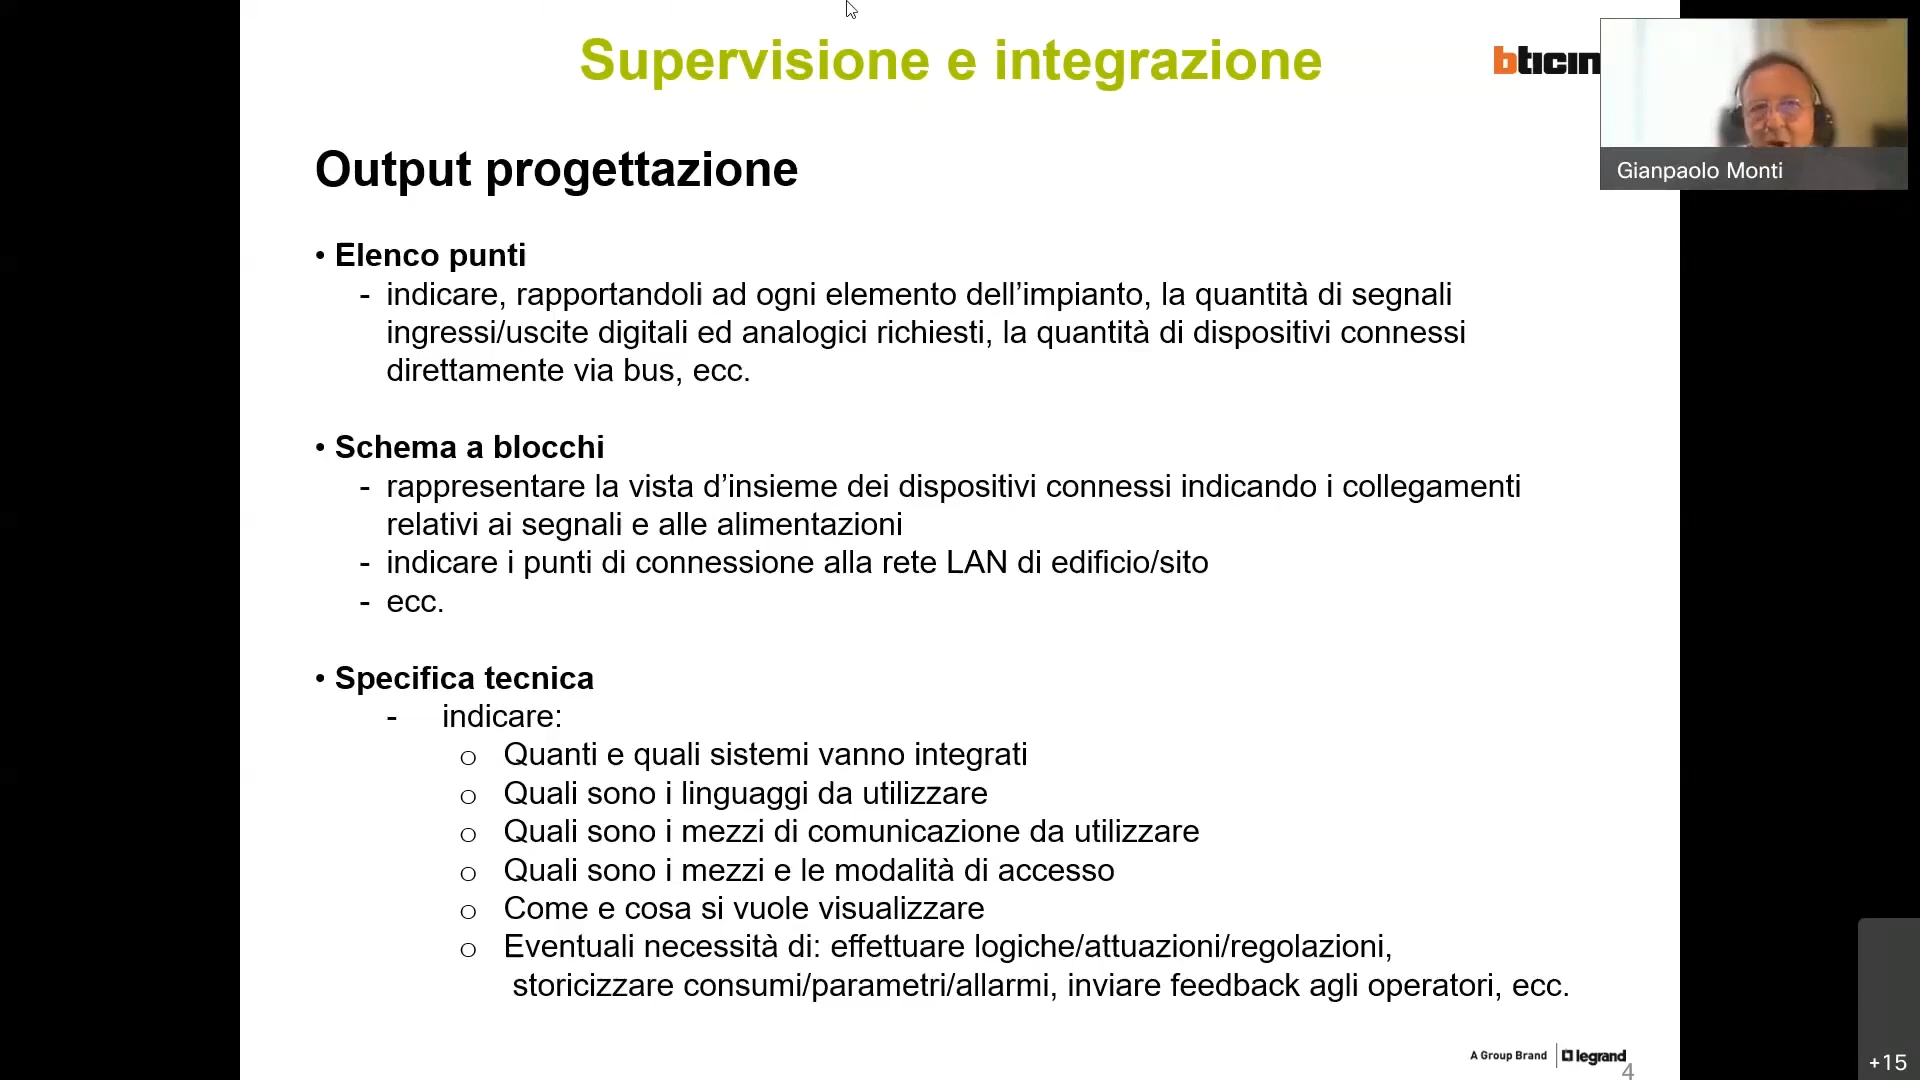 Supervisione e integrazione
bticin
Gianpaolo Monti
Output progettazione
• Elenco punti
- indicare, rapportandoli ad ogni elemento dell’impianto, la quantità di segnali
ingressi/uscite digitali ed analogici richiesti, la quantità di dispositivi connessi
direttamente via bus, ecc.
• Schema a blocchi
- rappresentare la vista d’insieme dei dispositivi connessi indicando i collegamenti
relativi ai segnali e alle alimentazioni
- indicare i punti di connessione alla rete LAN di edificio/sito
- ecc.
• Specifica tecnica
- indicare:
o Quanti e quali sistemi vanno integrati
o Quali sono i linguaggi da utilizzare
o Quali sono i mezzi di comunicazione da utilizzare
o Quali sono i mezzi e le modalità di accesso
o Come e cosa si vuole visualizzare
o Eventuali necessità di: effettuare logiche/attuazioni/regolazioni,
storicizzare consumi/parametri/allarmi, inviare feedback agli operatori, ecc.
A Group Brand legrand
4
+15